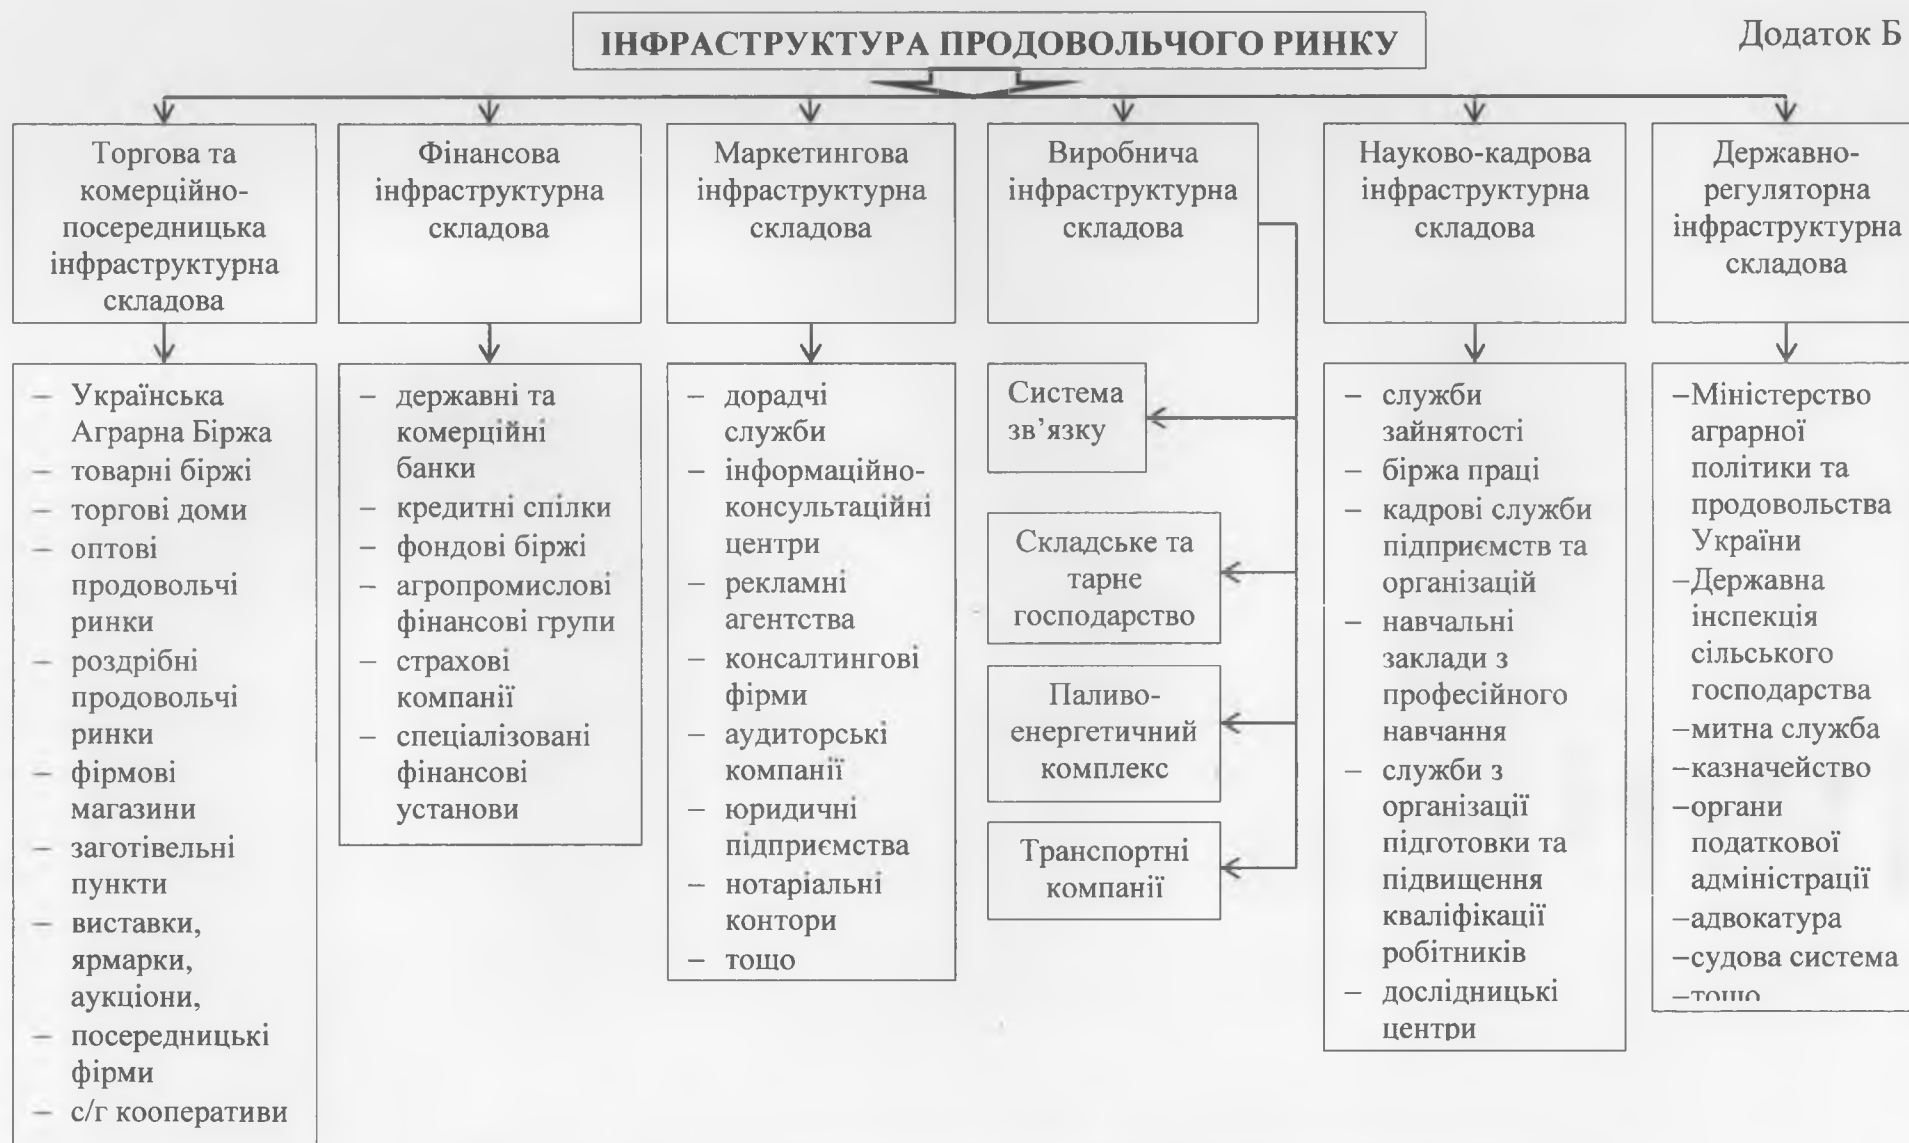 ІНФРАСТРУКТУРА ПРОДОВОЛЬЧОГО РИНКУ
Додаток Б
Торгова та
комерційно-
посередницька
інфраструктурна
складова
Фінансова
інфраструктурна
складова
Маркетингова
інфраструктурна
складова
Виробнича
інфраструктурна
складова
Науково-кадрова
інфраструктурна
складова
Державно-
регуляторна
інфраструктурна
складова
– Українська
Аграрна Біржа
– товарні біржі
– торгові доми
– оптові
продовольчі
ринки
– роздрібні
продовольчі
ринки
– фірмові
магазини
– заготівельні
пункти
– виставки,
ярмарки,
аукціони,
– посередницькі
фірми
– с/г кооперативи
– державні та
комерційні
банки
– кредитні спілки
– фондові біржі
– агропромислові
фінансові групи
– страхові
компанії
– спеціалізовані
фінансові
установи
– дорадчі
служби
– інформаційно-
консультаційні
центри
– рекламні
агентства
– консалтингові
фірми
– аудиторські
компанії
– юридичні
підприємства
– нотаріальні
контори
– тощо
Система
зв’язку
Складське та
тарне
господарство
Паливо-
енергетичний
комплекс
Транспортні
компанії
– служби
зайнятості
– біржа праці
– кадрові служби
підприємств та
організацій
– навчальні
заклади з
професійного
навчання
– служби з
організації
підготовки та
підвищення
кваліфікації
робітників
– дослідницькі
центри
–Міністерство
аграрної
політики та
продовольства
України
–Державна
інспекція
сільського
господарства
–митна служба
–казначейство
–органи
податкової
адміністрації
–адвокатура
–судова система
–тощо